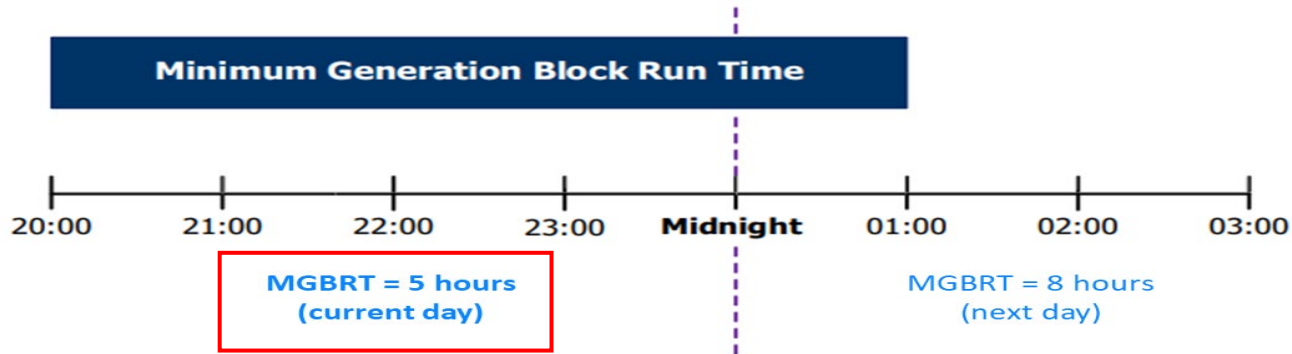 Minimum Generation Block Run Time
20:00 21:00 22:00 23:00 Midnight 01:00 02:00 03:00
MGBRT = 5 hours
(current day)
MGBRT = 8 hours
(next day)